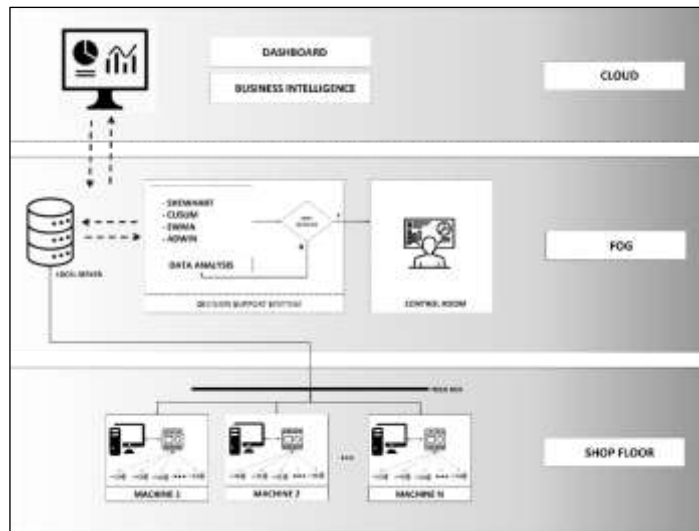 DASHBOARD
BUSINESS INTELLIGENCE
CLOUD
- SHEWHART
- CUSUM
- EWMA
- ADWIN
DATA ANALYSIS
DECISION SUPPORT SYSTEM
CONTROL ROOM
FOG
LOCAL SERVER
MACHINE 1
MACHINE 2
...
MACHINE N
SHOP FLOOR